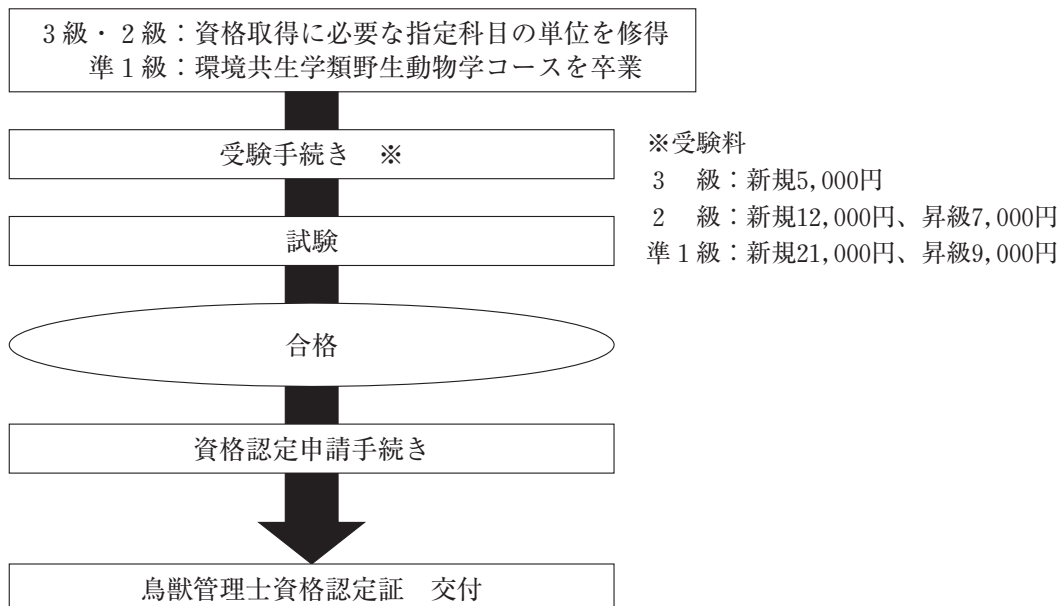 3級・2級：資格取得に必要な指定科目の単位を修得
準1級：環境共生学類野生動物学コースを卒業
受験手続き　※
※受験料
3　級：新規5,000円
2　級：新規12,000円、昇級7,000円
準1級：新規21,000円、昇級9,000円
試験
合格
資格認定申請手続き
鳥獣管理士資格認定証　交付